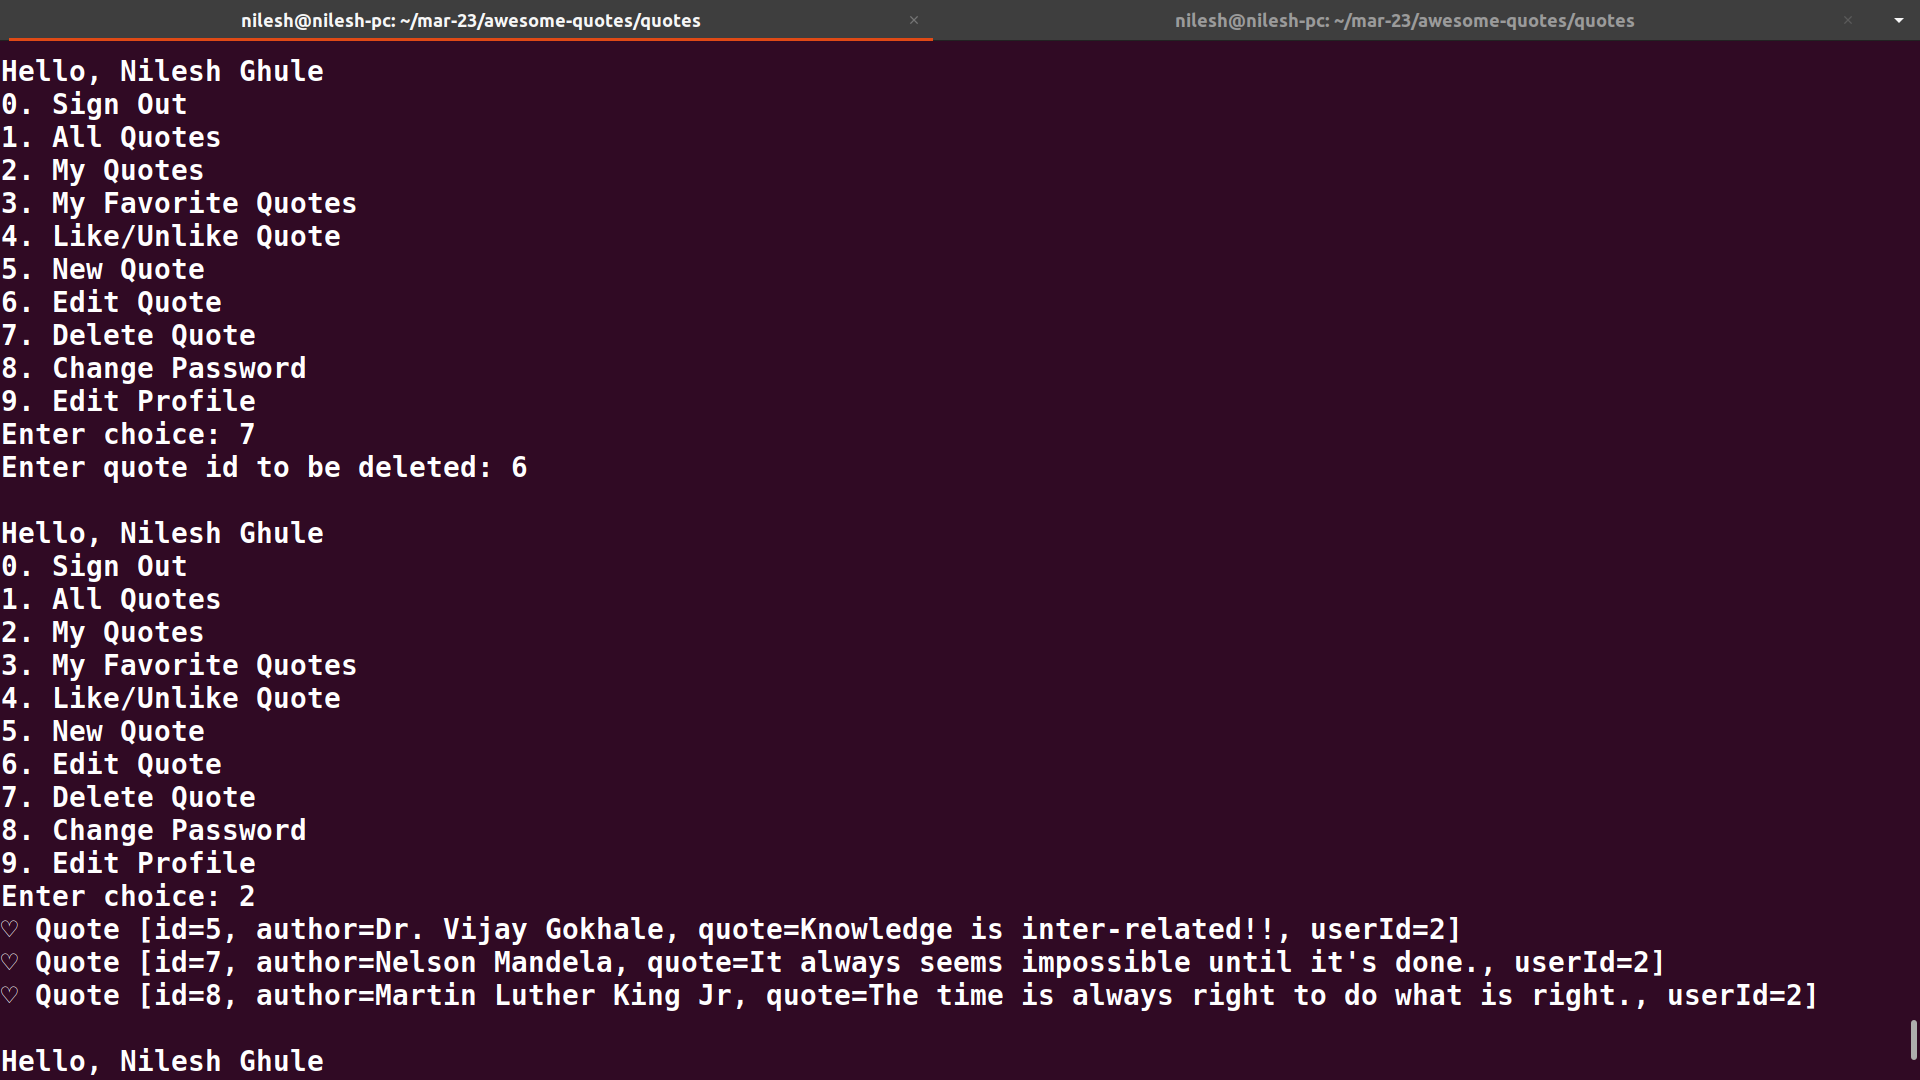 nilesh@nilesh-pc: ~/mar-23/awesome-quotes/quotes × nilesh@nilesh-pc: ~/mar-23/awesome-quotes/quotes ×
Hello, Nilesh Ghule
0. Sign Out
1. All Quotes
2. My Quotes
3. My Favorite Quotes
4. Like/Unlike Quote
5. New Quote
6. Edit Quote
7. Delete Quote
8. Change Password
9. Edit Profile
Enter choice: 7
Enter quote id to be deleted: 6
Hello, Nilesh Ghule
0. Sign Out
1. All Quotes
2. My Quotes
3. My Favorite Quotes
4. Like/Unlike Quote
5. New Quote
6. Edit Quote
7. Delete Quote
8. Change Password
9. Edit Profile
Enter choice: 2
♡ Quote [id=5, author=Dr. Vijay Gokhale, quote=Knowledge is inter-related!!, userId=2]
♡ Quote [id=7, author=Nelson Mandela, quote=It always seems impossible until it's done., userId=2]
♡ Quote [id=8, author=Martin Luther King Jr, quote=The time is always right to do what is right., userId=2]
Hello, Nilesh Ghule